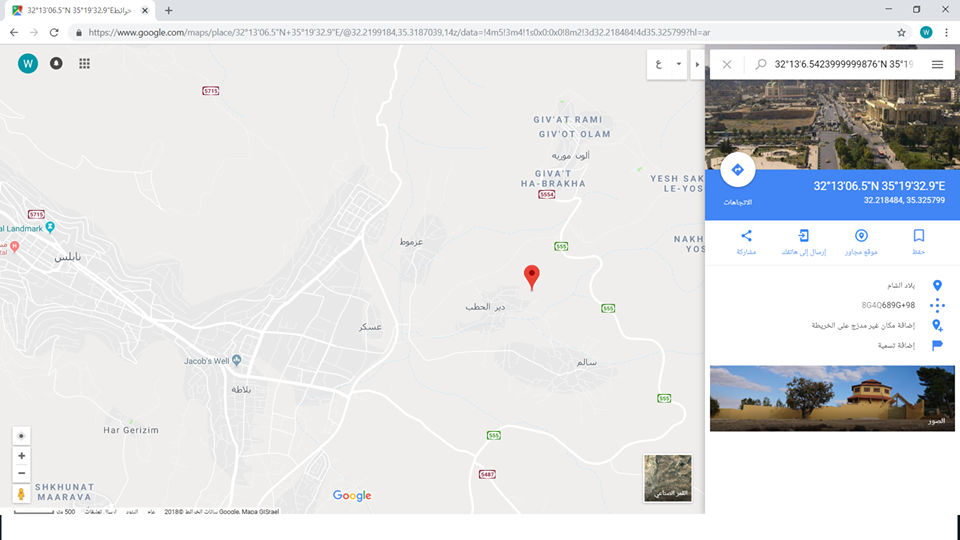 32°13'06.5"N 35°19'32.9"E خرائط
https://www.google.com/maps/place/32°13'06.5"N+35°19'32.9"E/@32.2199184,35.3187039,14z/data=!4m5!3m4!1s0x0:0x0!8m2!3d32.218484!4d35.325799?hl=ar
W
W
ع
32°13'6.5423999999876"N 35°19
5715
GIV'AT RAMI
GIV'OT OLAM
ألون موريه
GIVA'T
HA-BRAKHA
5554
YESH SAK
LE-YOS
5715
al Landmark
نابلس
عزموط
555
NAKH
YOS
دير الحطب
555
عسكر
سالم
Jacob's Well
بلاطة
555
Har Gerizim
555
5487
SHKHUNAT
MAARAVA
Google
القمر الصناعي
500 متر
إرسال تعليقات
البنود
عام
بيانات الخرائط ©2018 Google, Mapa GISrael
32°13'06.5"N 35°19'32.9"E
32.218484, 35.325799
الاتجاهات
حفظ
موقع مجاور
إرسال إلى هاتفك
مشاركة
بلاد الشام
8G4Q689G+98
إضافة مكان غير مدرج على الخريطة
إضافة تسمية
الصور